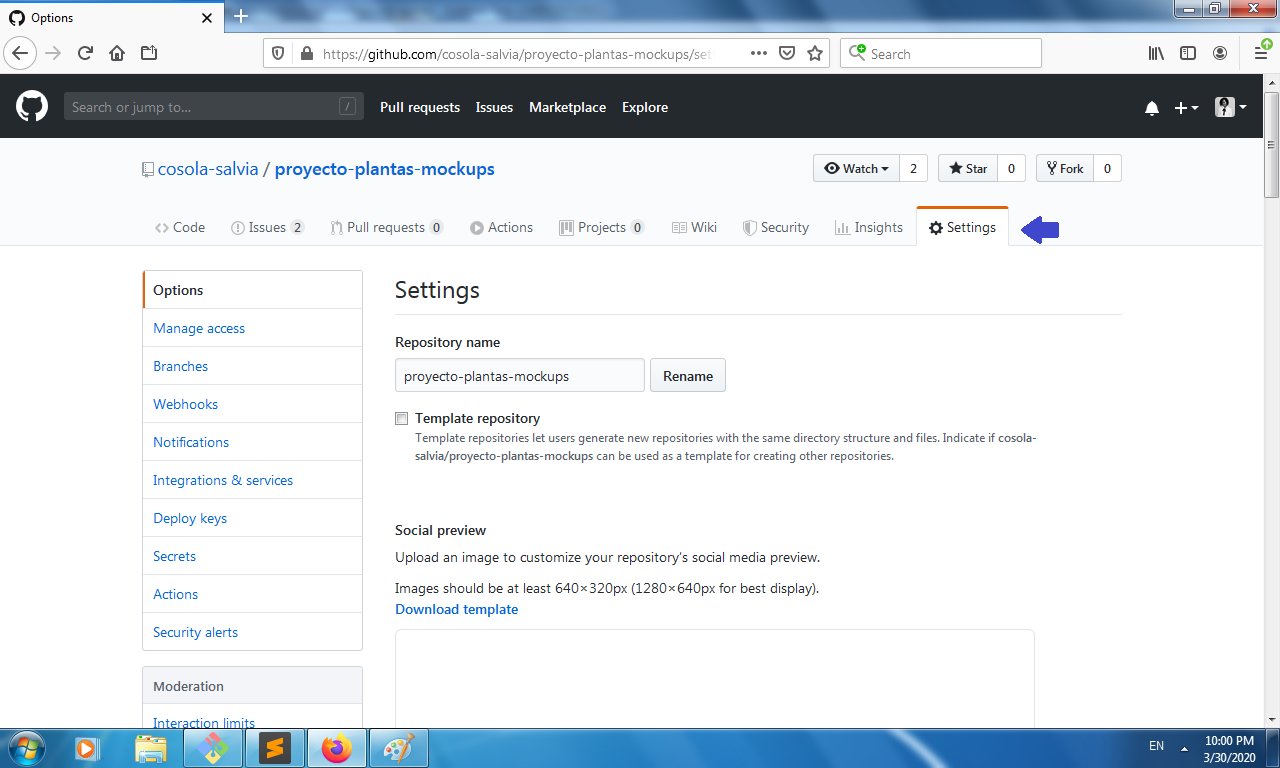 Options
https://github.com/cosola-salvia/proyecto-plantas-mockups/set
Search
Search or jump to... /
Pull requests Issues Marketplace Explore
cosola-salvia / proyecto-plantas-mockups
Watch 2 Star 0 Fork 0
Code Issues 2 Pull requests 0 Actions Projects 0 Wiki Security Insights Settings
Options
Manage access
Branches
Webhooks
Notifications
Integrations & services
Deploy keys
Secrets
Actions
Security alerts
Moderation
Interaction limits
Settings
Repository name
proyecto-plantas-mockups Rename
Template repository
Template repositories let users generate new repositories with the same directory structure and files. Indicate if cosola-
salvia/proyecto-plantas-mockups can be used as a template for creating other repositories.
Social preview
Upload an image to customize your repository's social media preview.
Images should be at least 640×320px (1280×640px for best display).
Download template
EN
10:00 PM
3/30/2020